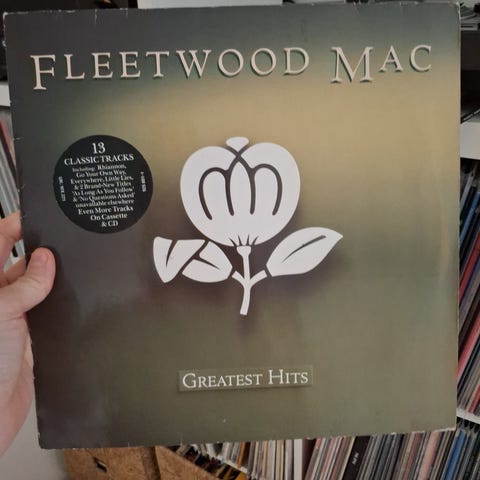 FLEETWOOD MAC
13
CLASSIC TRACKS
Including: Rhiannon,
Go Your Own Way,
Everywhere, Little Lies,
& 2 Brand-New Titles
'As Long As You Follow'
& 'No Questions Asked'
unavailable elsewhere
Even More Tracks
On Cassette
& CD
GREATEST HITS